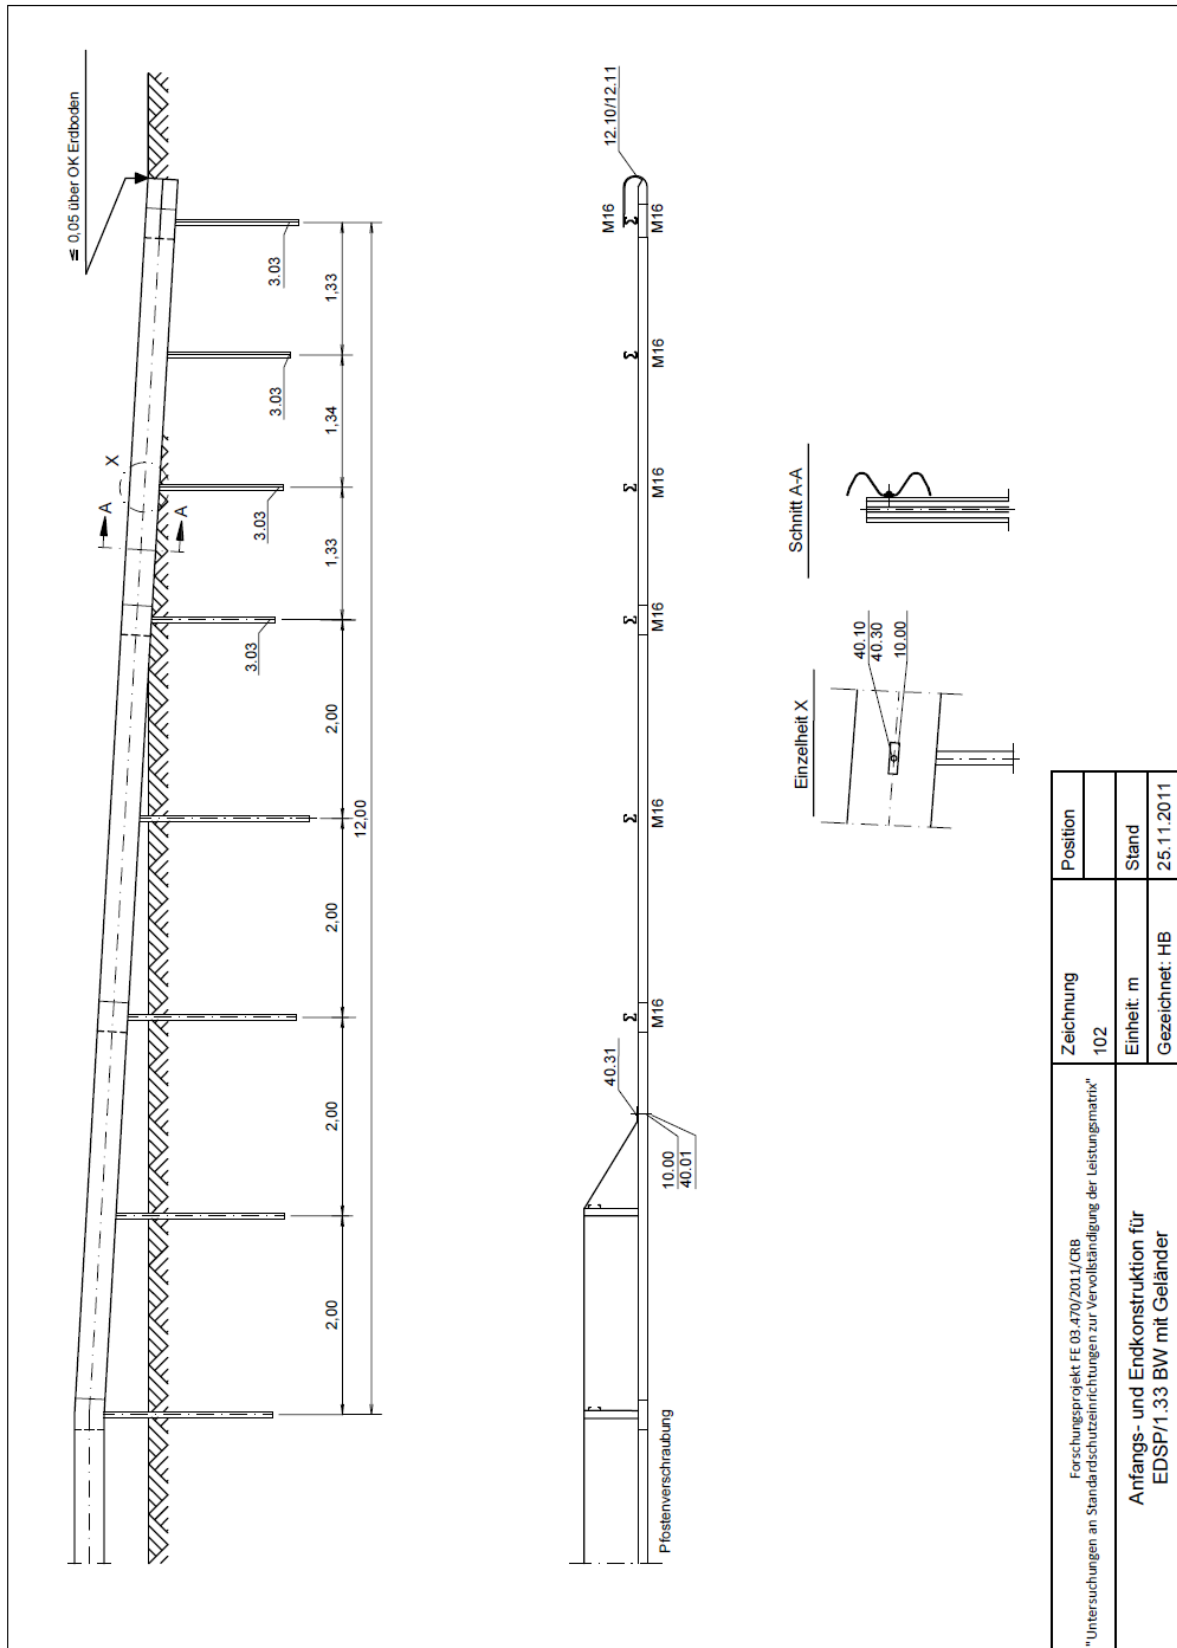 ≤ 0,05 über OK Erdboden
A
A
X
3.03
3.03
3.03
3.03
2,00
2,00
2,00
2,00
1,33
1,34
1,33
12,00
12.10/12.11
M16
M16
M16
M16
M16
M16
M16
40.31
10.00
40.01
Pfostenverschraubung
Einzelheit X
40.10
40.30
10.00
Schnitt A-A
Forschungsprojekt FE 03.470/2011/CRB
"Untersuchungen an Standardschutzeinrichtungen zur Vervollständigung der Leistungsmatrix"
Zeichnung
102
Position
Anfangs- und Endkonstruktion für
EDSP/1.33 BW mit Geländer
Einheit: m
Stand
Gezeichnet: HB
25.11.2011